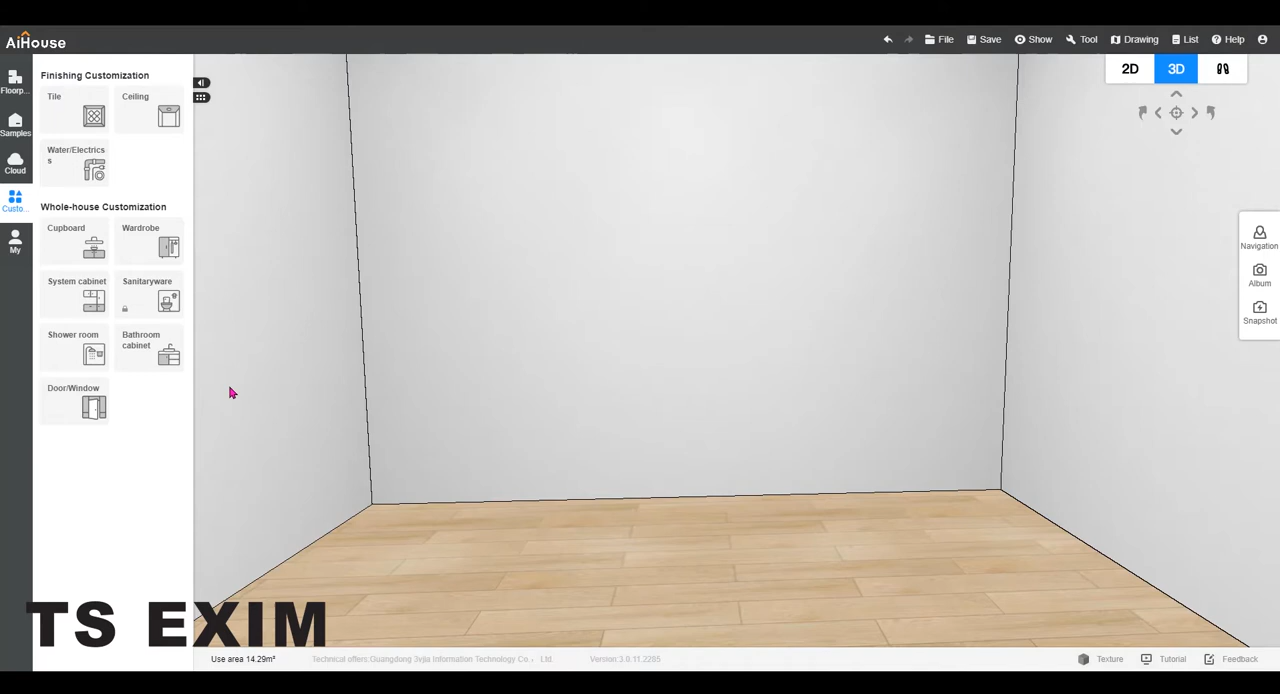 AiHouse
File Save Show Tool Drawing List Help
Floorp...
Samples
Cloud
Custo...
My
Finishing Customization
Tile Ceiling
Water/Electrics
s
Whole-house Customization
Cupboard Wardrobe
System cabinet Sanitaryware
Shower room Bathroom
cabinet
Door/Window
2D 3D
Navigation
Album
Snapshot
TS EXIM
Use area 14.29m² Technical offers:Guangdong Jvjia Information Technology Co., Ltd. Version:3.0.11.2285 Texture Tutorial Feedback